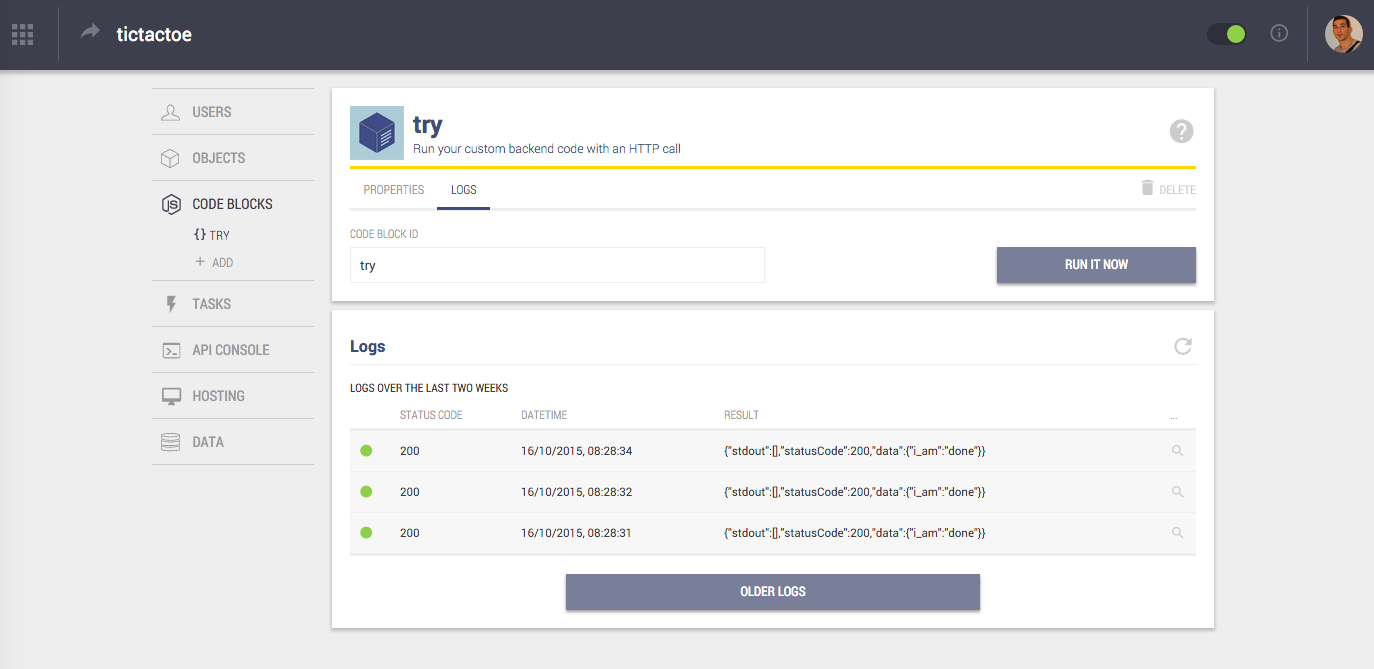 tictactoe
USERS
OBJECTS
JS CODE BLOCKS
{} TRY
+ ADD
TASKS
API CONSOLE
HOSTING
DATA
try
Run your custom backend code with an HTTP call
?
PROPERTIES LOGS DELETE
CODE BLOCK ID
try
RUN IT NOW
Logs
LOGS OVER THE LAST TWO WEEKS
STATUS CODE DATETIME RESULT ...
200 16/10/2015, 08:28:34 {"stdout":[],"statusCode":200,"data":{"i_am":"done"}}
200 16/10/2015, 08:28:32 {"stdout":[],"statusCode":200,"data":{"i_am":"done"}}
200 16/10/2015, 08:28:31 {"stdout":[],"statusCode":200,"data":{"i_am":"done"}}
OLDER LOGS